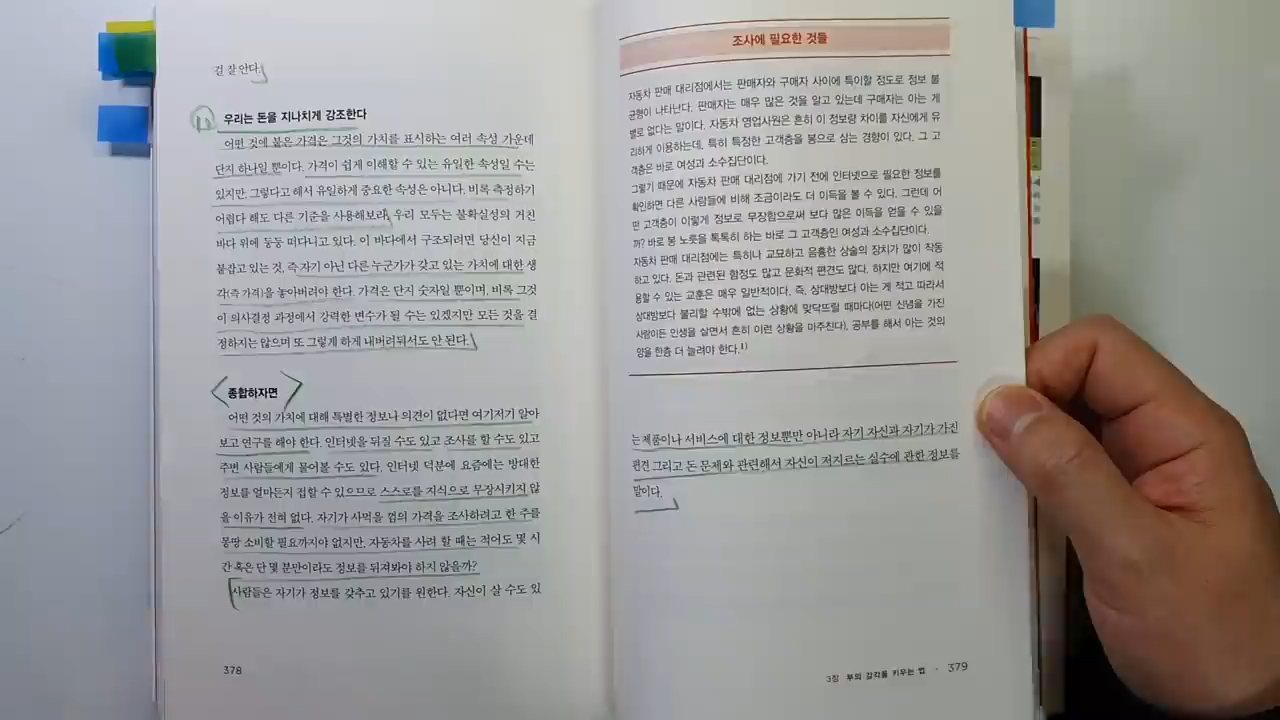 걸 잘 안다.
우리는 돈을 지나치게 강조한다
어떤 것에 붙은 가격은 그것의 가치를 표시하는 여러 속성 가운데
단지 하나일 뿐이다. 가격이 쉽게 이해할 수 있는 유일한 속성일 수는
있지만, 그렇다고 해서 유일하게 중요한 속성은 아니다. 비록 측정하기
어렵다 해도 다른 기준을 사용해보라. 우리 모두는 불확실성의 거친
바다 위에 둥둥 떠다니고 있다. 이 바다에서 구조되려면 당신이 지금
붙잡고 있는 것, 즉 자기 아닌 다른 누군가가 갖고 있는 가치에 대한 생
각(즉 가격)을 놓아버려야 한다. 가격은 단지 숫자일 뿐이며, 비록 그것
이 의사결정 과정에서 강력한 변수가 될 수는 있겠지만 모든 것을 결
정하지는 않으며 또 그렇게 하게 내버려둬서도 안 된다.
종합하자면
어떤 것의 가치에 대해 특별한 정보나 의견이 없다면 여기저기 알아
보고 연구를 해야 한다. 인터넷을 뒤질 수도 있고 조사를 할 수도 있고
주변 사람들에게 물어볼 수도 있다. 인터넷 덕분에 요즘에는 방대한
정보를 얼마든지 접할 수 있으므로 스스로를 지식으로 무장시키지 않
을 이유가 전혀 없다. 자기가 사먹을 껌의 가격을 조사하려고 한 주를
몽땅 소비할 필요까지야 없지만, 자동차를 사려 할 때는 적어도 몇 시
간 혹은 단 몇 분만이라도 정보를 뒤져봐야 하지 않을까?
사람들은 자기가 정보를 갖추고 있기를 원한다. 자신이 살 수도 있
378
조사에 필요한 것들
자동차 판매 대리점에서는 판매자와 구매자 사이에 특이할 정도로 정보 불
균형이 나타난다. 판매자는 매우 많은 것을 알고 있는데 구매자는 아는 게
별로 없다는 말이다. 자동차 영업사원은 흔히 이 정보량 차이를 자신에게 유
리하게 이용하는데, 특히 특정한 고객층을 봉으로 삼는 경향이 있다. 그 고
객층은 바로 여성과 소수집단이다.
그렇기 때문에 자동차 판매 대리점에 가기 전에 인터넷으로 필요한 정보를
확인하면 다른 사람들에 비해 조금이라도 더 이득을 볼 수 있다. 그런데 어
떤 고객층이 이렇게 정보로 무장함으로써 보다 많은 이득을 얻을 수 있을
까? 바로 봉 노릇을 톡톡히 하는 바로 그 고객층인 여성과 소수집단이다.
자동차 판매 대리점에는 특히나 교묘하고 음흉한 상술의 장치가 많이 작동
하고 있다. 돈과 관련된 함정도 많고 문화적 편견도 많다. 하지만 여기에 적
용할 수 있는 교훈은 매우 일반적이다. 즉, 상대방보다 아는 게 적고 따라서
상대방보다 불리할 수밖에 없는 상황에 맞닥뜨릴 때마다(어떤 신념을 가진
사람이든 인생을 살면서 흔히 이런 상황을 마주친다), 공부를 해서 아는 것의
양을 한층 더 늘려야 한다.¹⁾
는 제품이나 서비스에 대한 정보뿐만 아니라 자기 자신과 자기가 가진
편견 그리고 돈 문제와 관련해서 자신이 저지르는 실수에 관한 정보를
말이다.
3장 부의 감각을 키우는 법 · 379